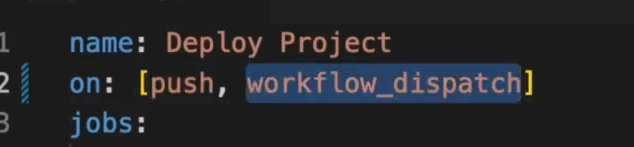 1 name: Deploy Project
2 on: [push, workflow_dispatch]
3 jobs: